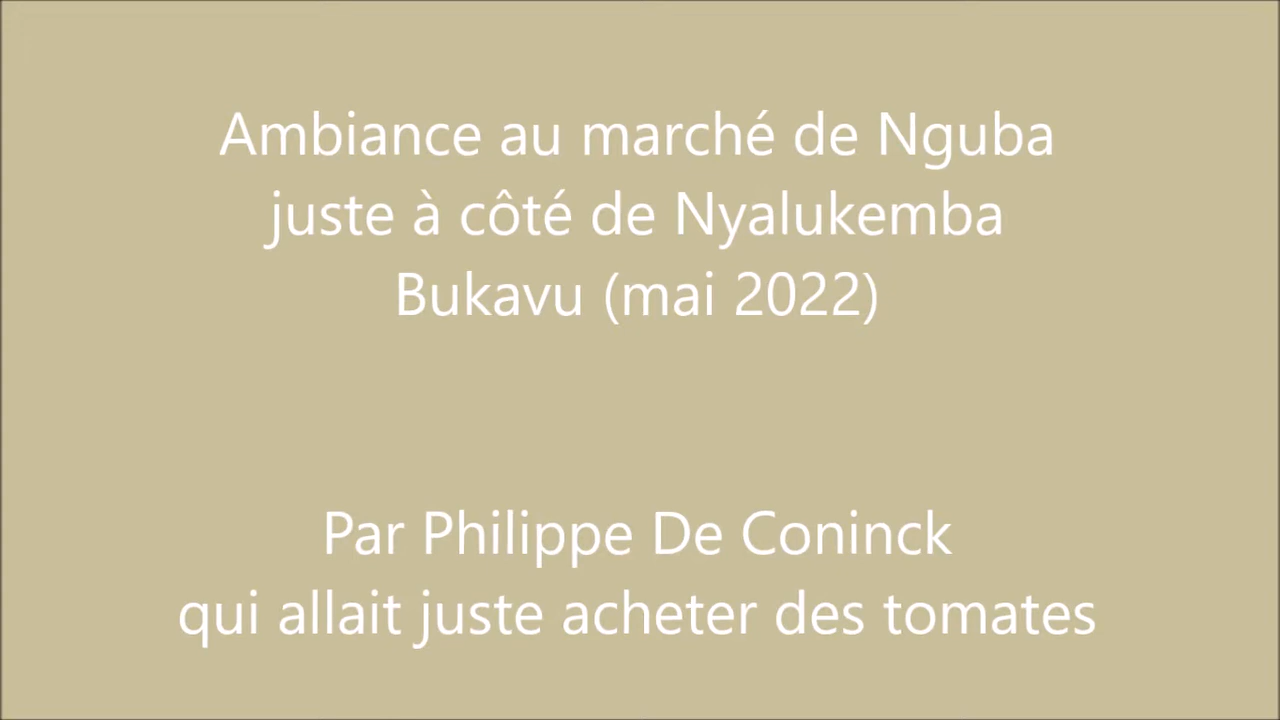 Ambiance au marché de Nguba
juste à côté de Nyalukemba
Bukavu (mai 2022)
Par Philippe De Coninck
qui allait juste acheter des tomates